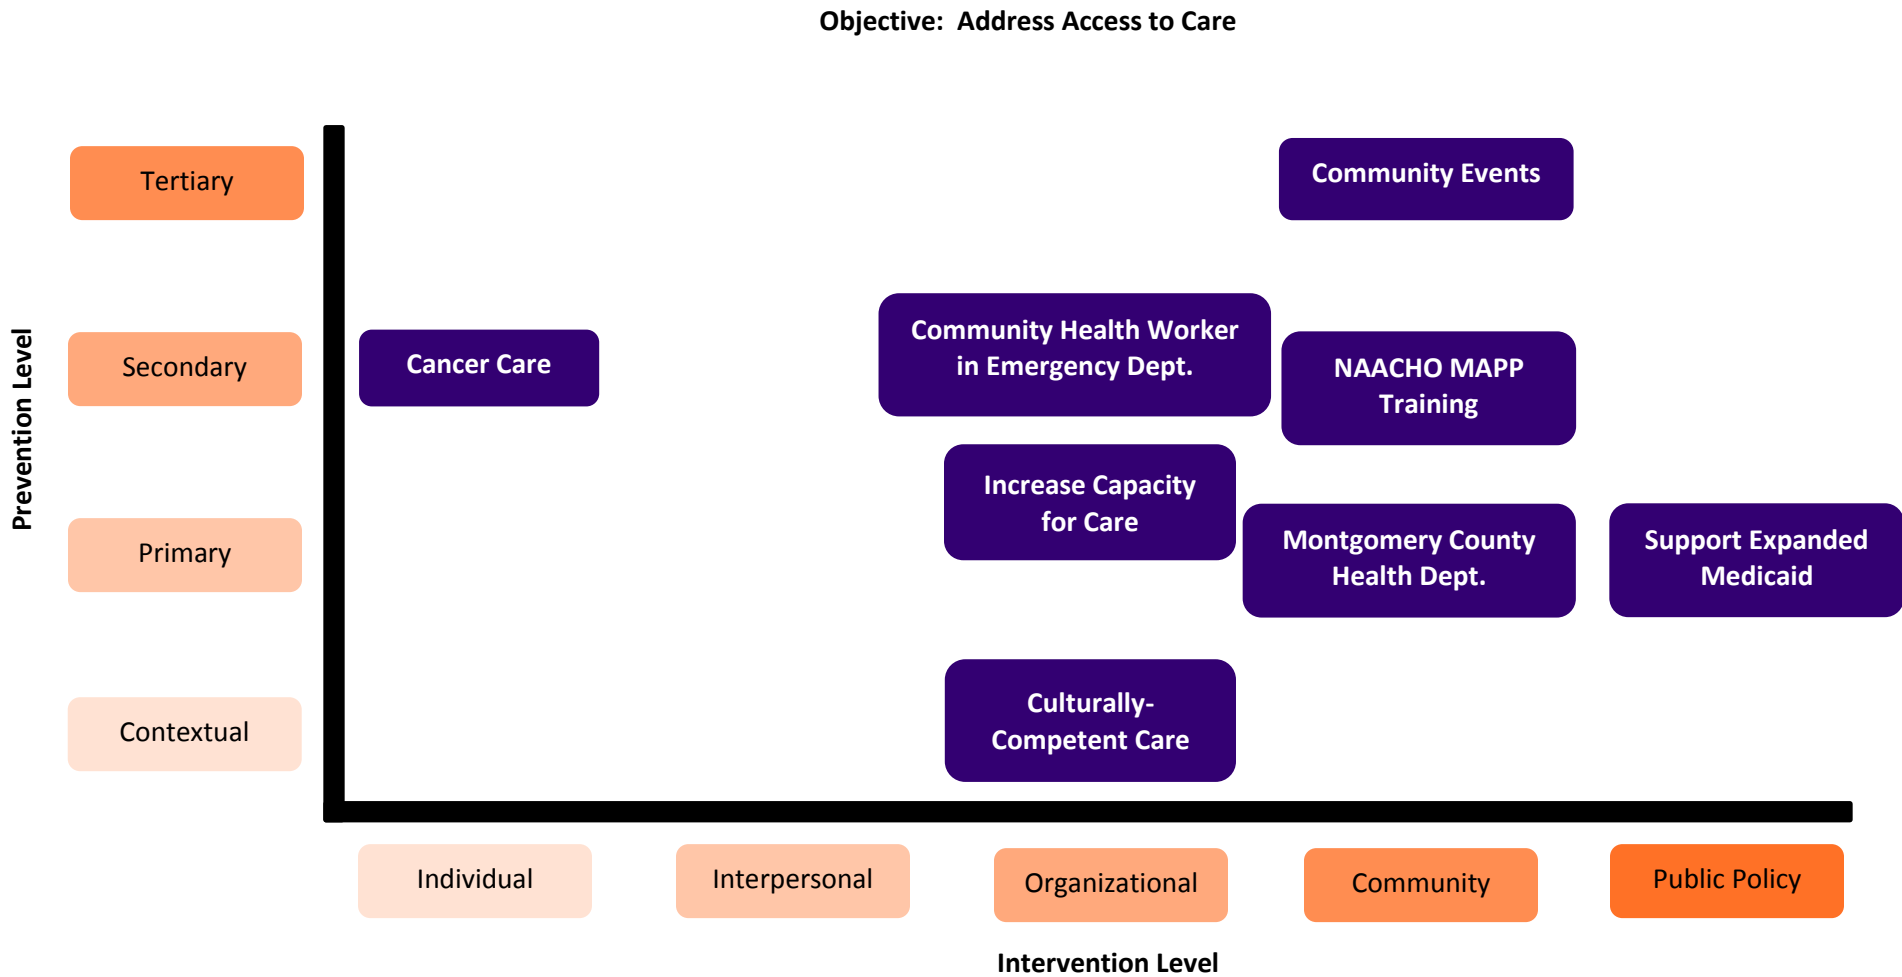 Objective:  Address Access to Care
Prevention Level
Tertiary
Community Events
Secondary
Cancer Care
Community Health Worker
in Emergency Dept.
NAACHO MAPP
Training
Increase Capacity
for Care
Primary
Montgomery County
Health Dept.
Support Expanded
Medicaid
Contextual
Culturally-
Competent Care
Individual
Interpersonal
Organizational
Community
Public Policy
Intervention Level